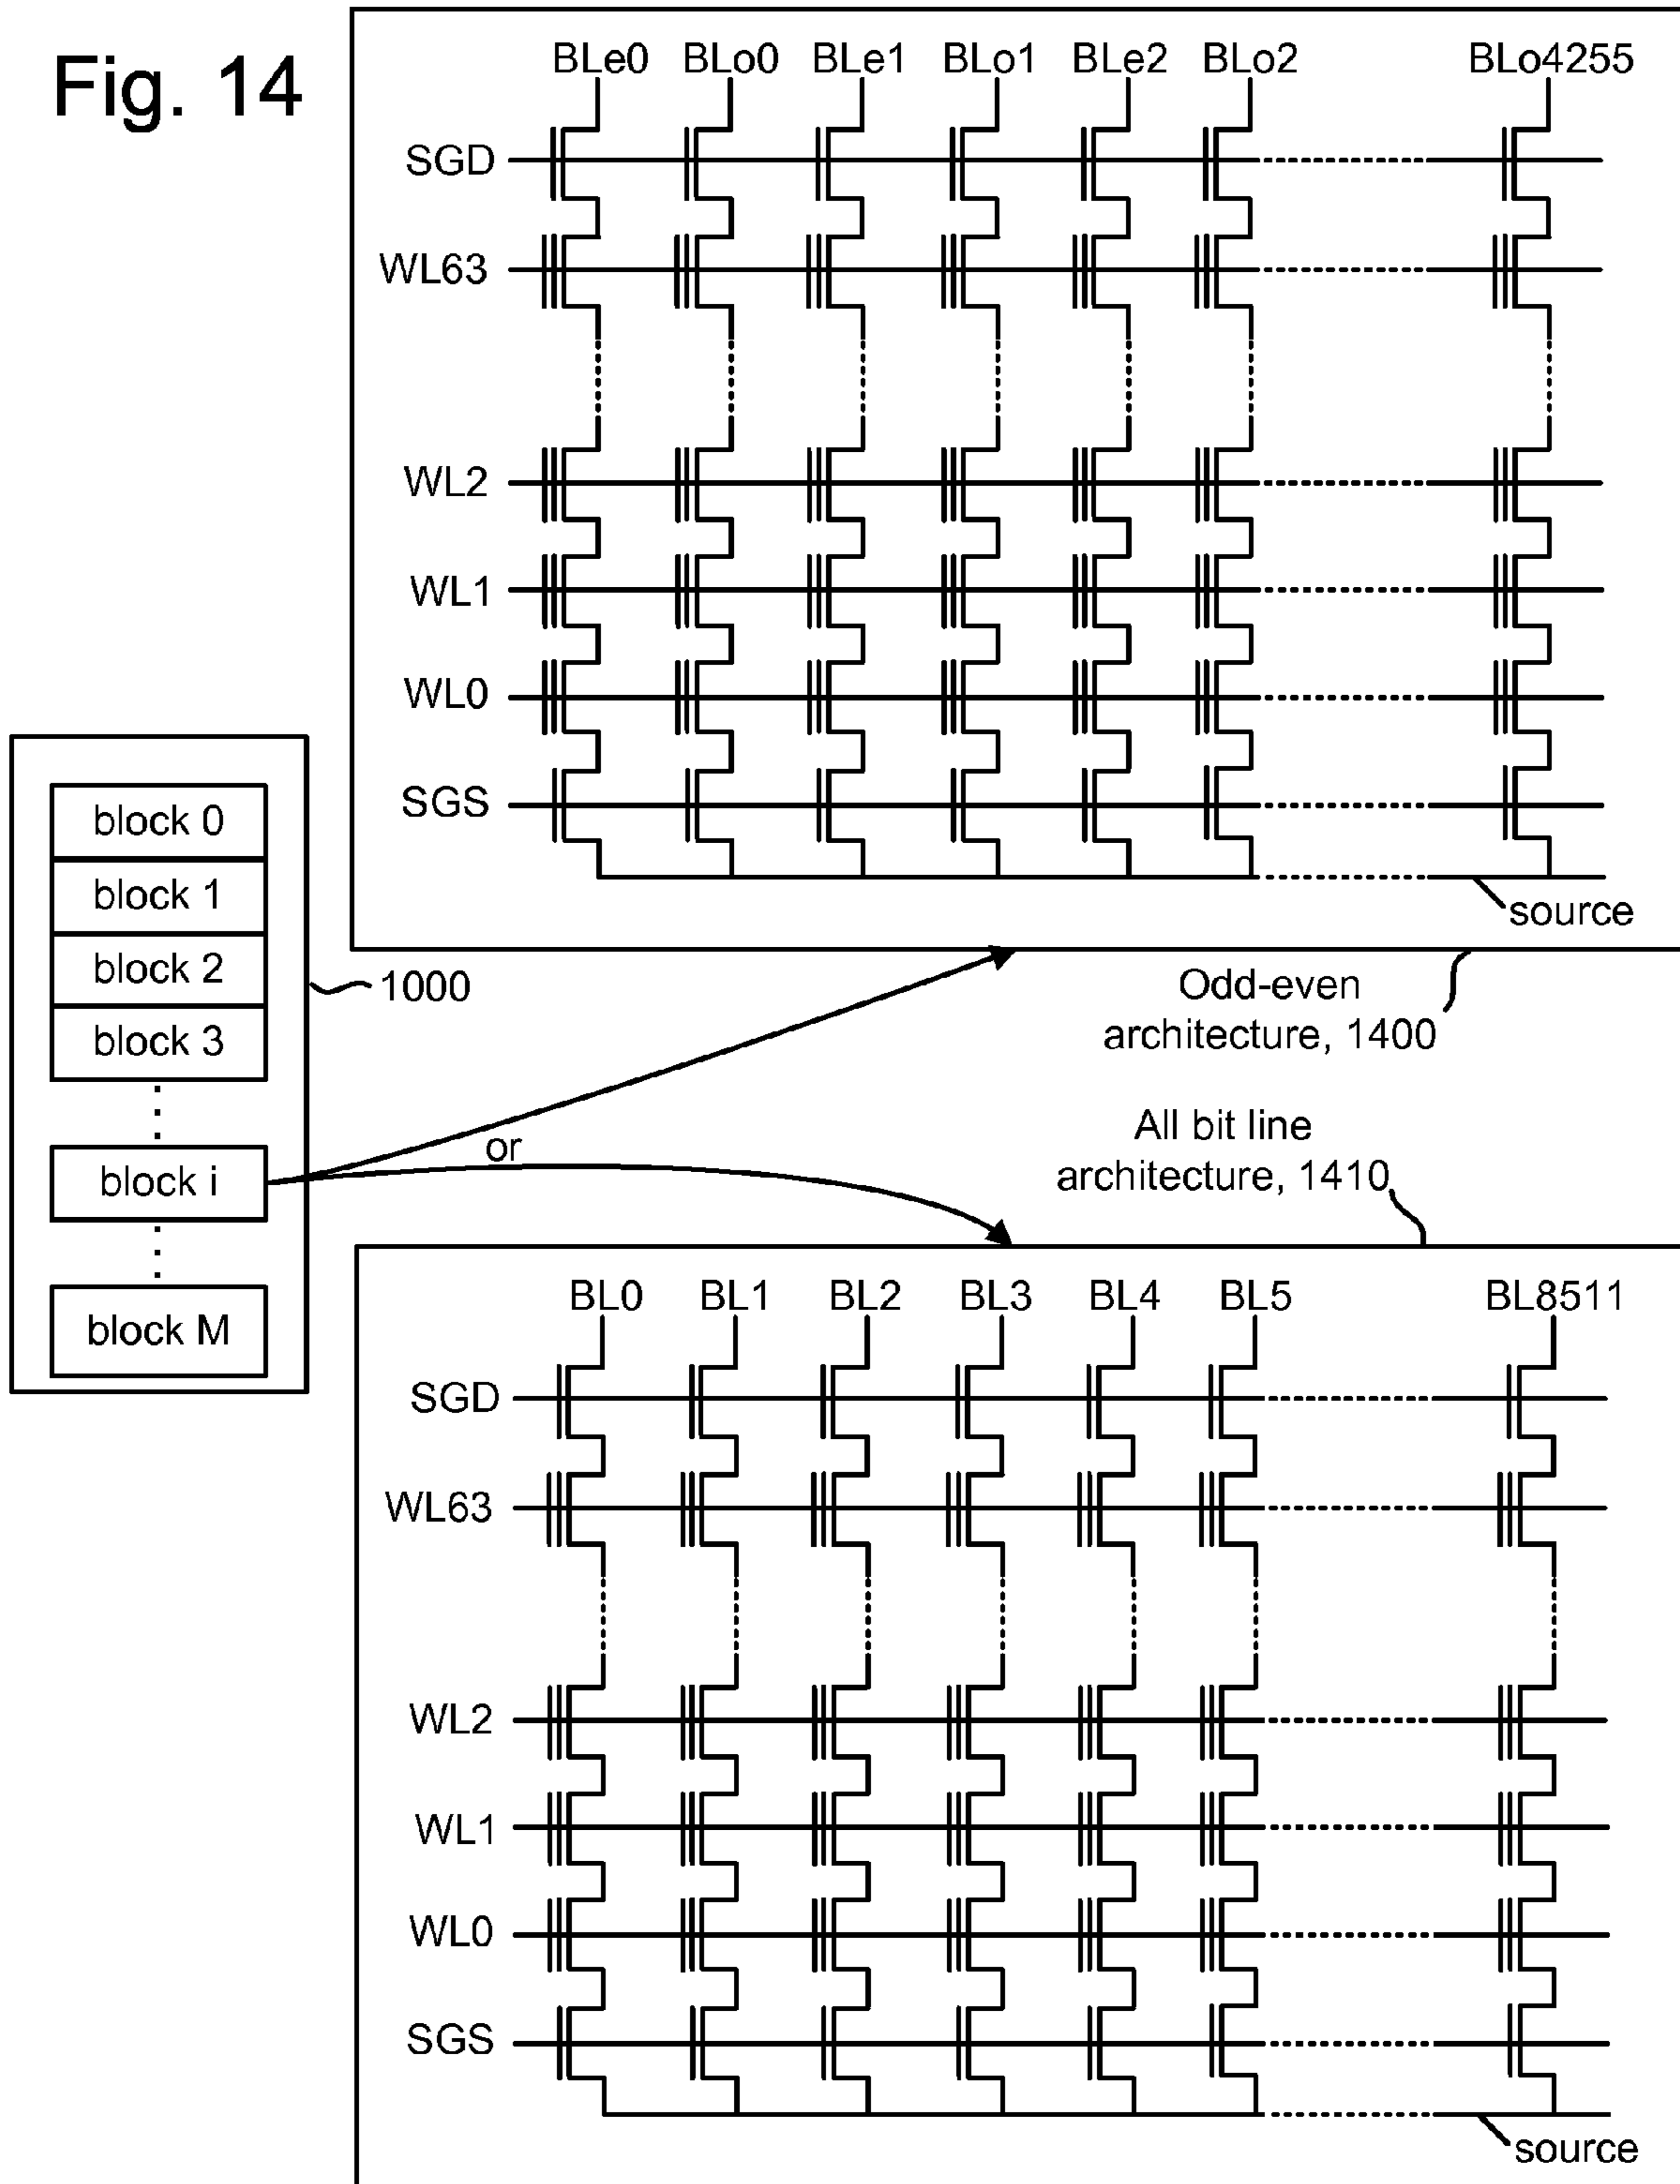 Fig. 14
BLe0 BLo0 BLe1 BLo1 BLe2 BLo2 BLo4255
SGD
WL63
WL2
WL1
WL0
SGS
source
block 0
block 1
block 2
block 3
block i
block M
1000
or
Odd-even
architecture, 1400
All bit line
architecture, 1410
BL0 BL1 BL2 BL3 BL4 BL5 BL8511
SGD
WL63
WL2
WL1
WL0
SGS
source